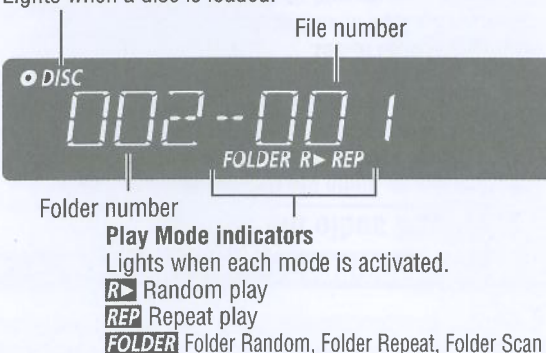 Lights when a disc is loaded.
File number
DISC
002--001
FOLDER R► REP
Folder number
Play Mode indicators
Lights when each mode is activated.
R► Random play
REP Repeat play
FOLDER Folder Random, Folder Repeat, Folder Scan